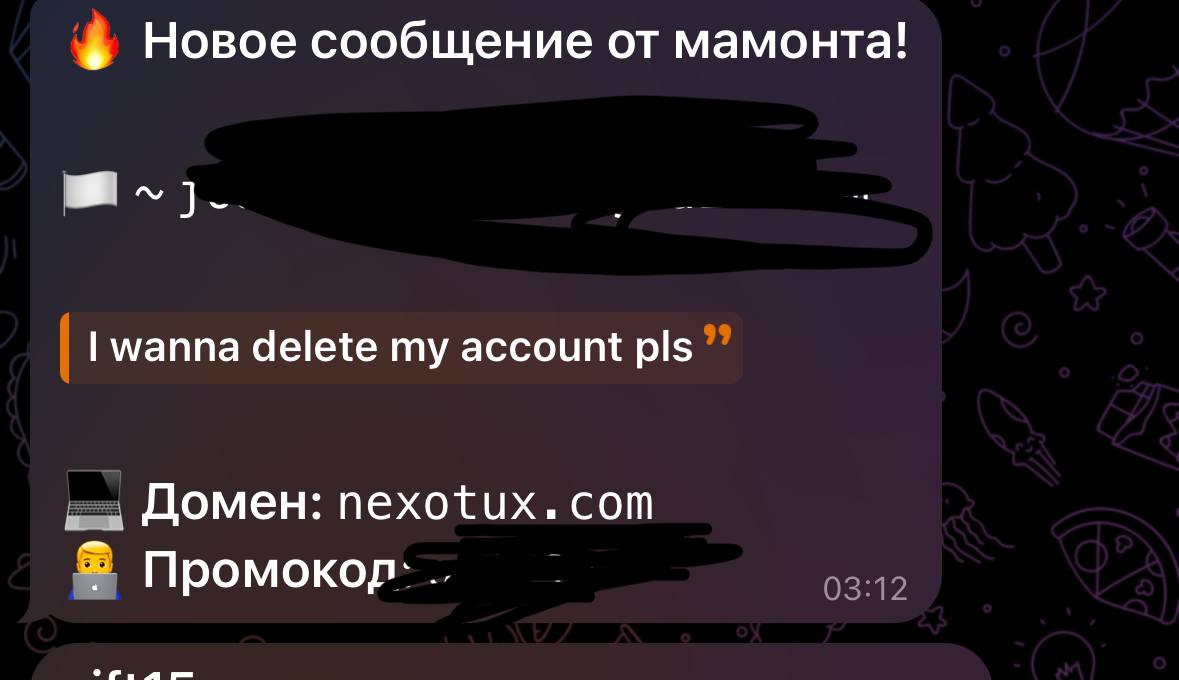 Новое сообщение от мамонта!
~
I wanna delete my account pls
Домен: nexotux.com
Промокод:
03:12